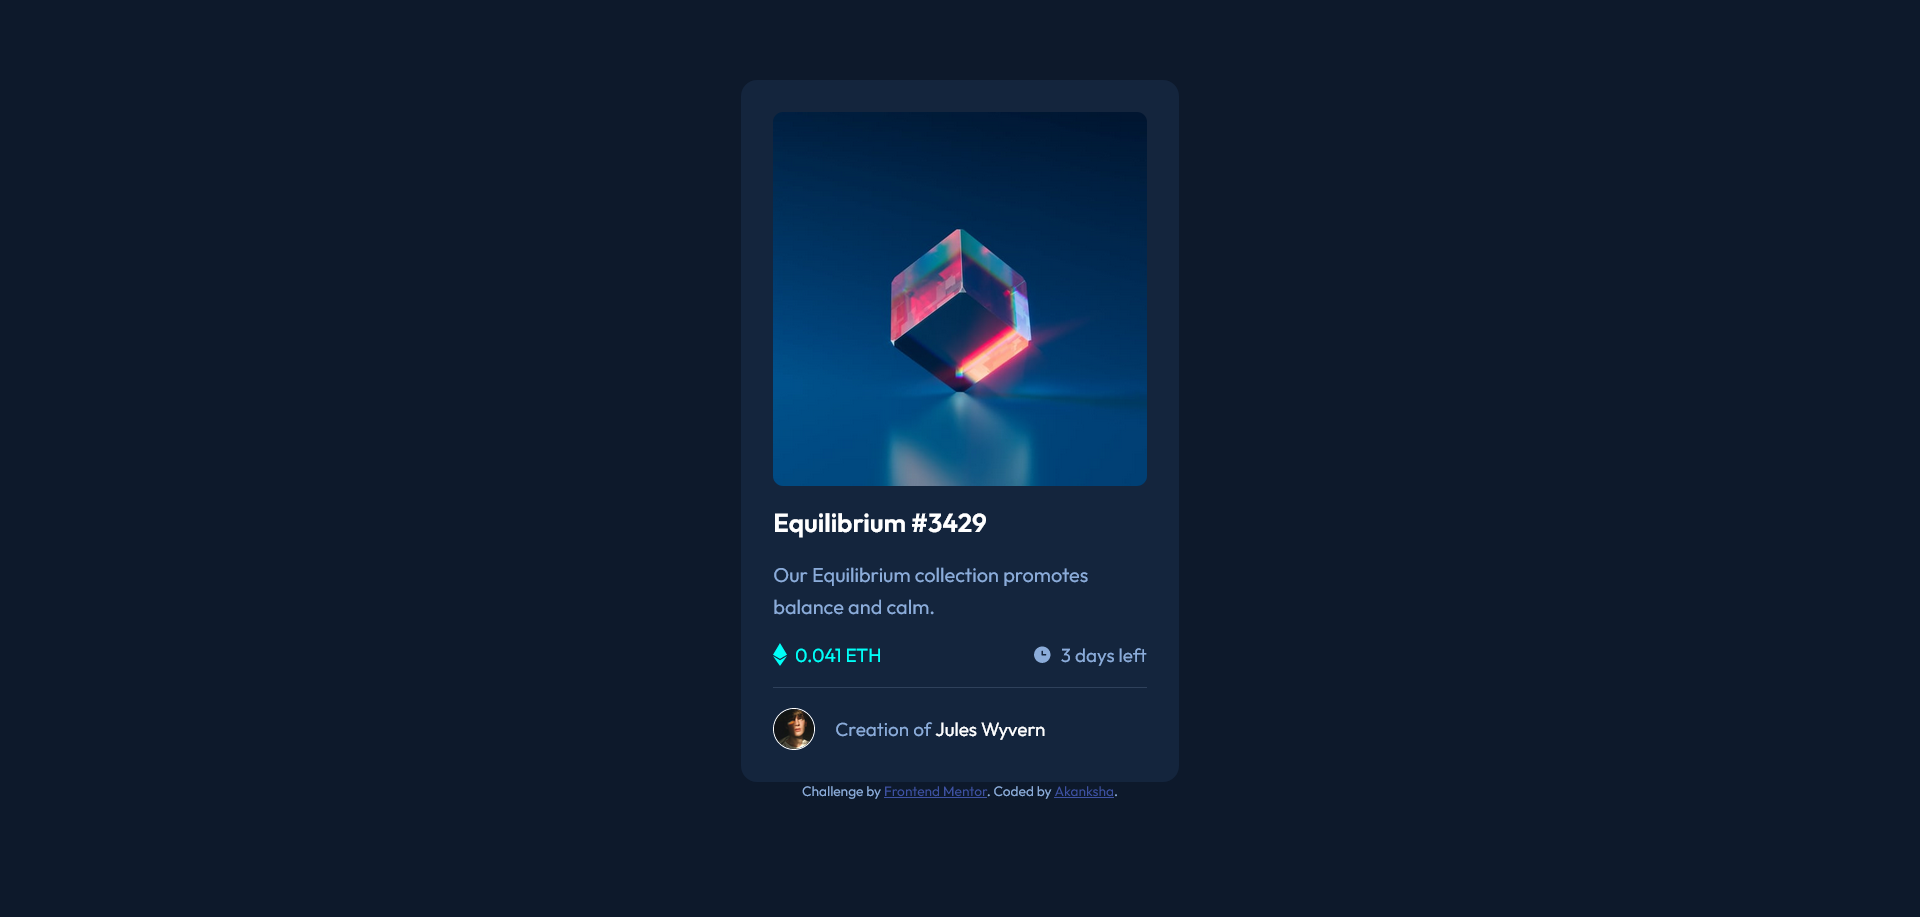 Equilibrium #3429
Our Equilibrium collection promotes
balance and calm.
0.041 ETH
3 days left
Creation of Jules Wyvern
Challenge by Frontend Mentor. Coded by Akanksha.